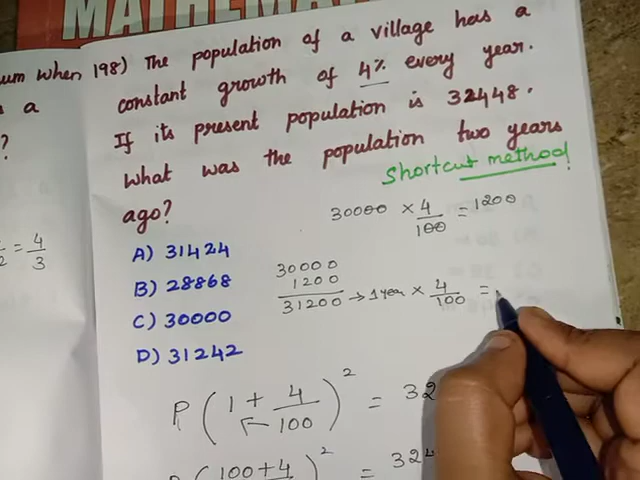 MATHEMA
um when 198) The population of a village has a
s a constant growth of 4% every year.
? If its present population is 32448.
What was the population two years
ago?
Shortcut method!
30000 × 4/100 = 1200
= 4/3
A) 31424
B) 28868
C) 30000
D) 31242
30000
1200
31200 → 1 year × 4/100 =
P(1 + 4/100)² = 32
(100+4)² = 324